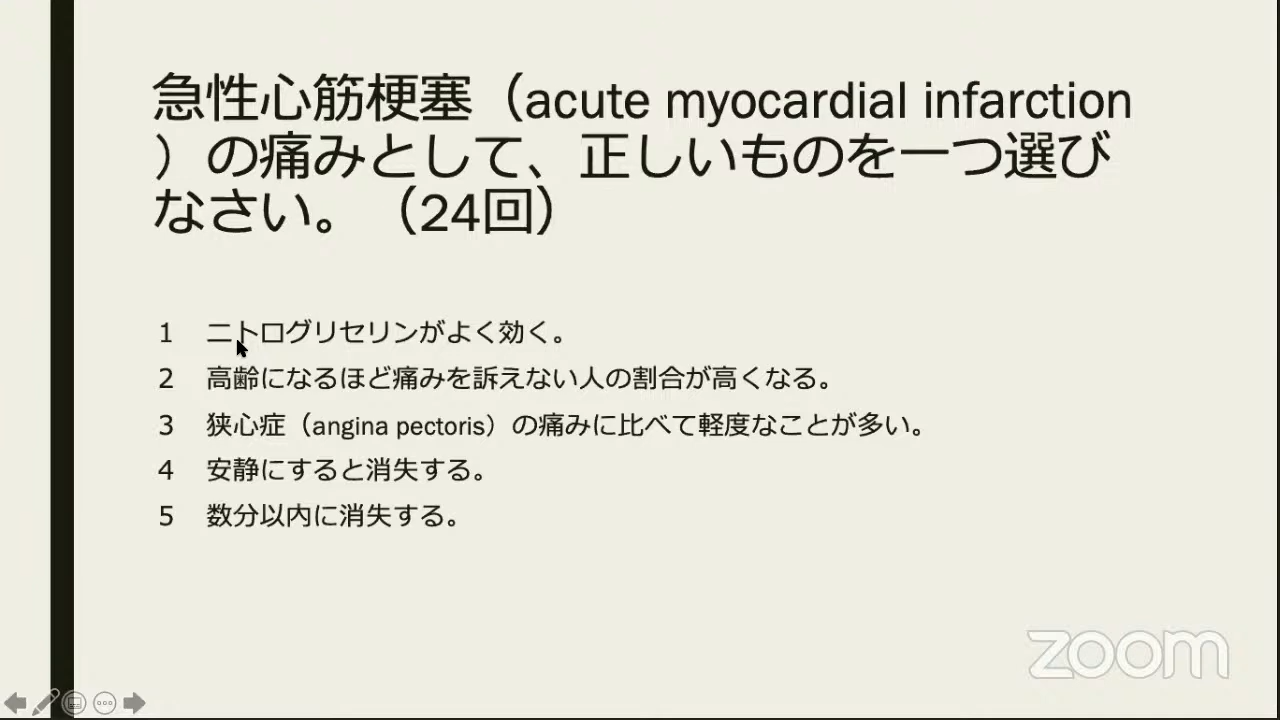 急性心筋梗塞（acute myocardial infarction
）の痛みとして、正しいものを一つ選び
なさい。（24回）
1 ニトログリセリンがよく効く。
2 高齢になるほど痛みを訴えない人の割合が高くなる。
3 狭心症（angina pectoris）の痛みに比べて軽度なことが多い。
4 安静にすると消失する。
5 数分以内に消失する。
zoom